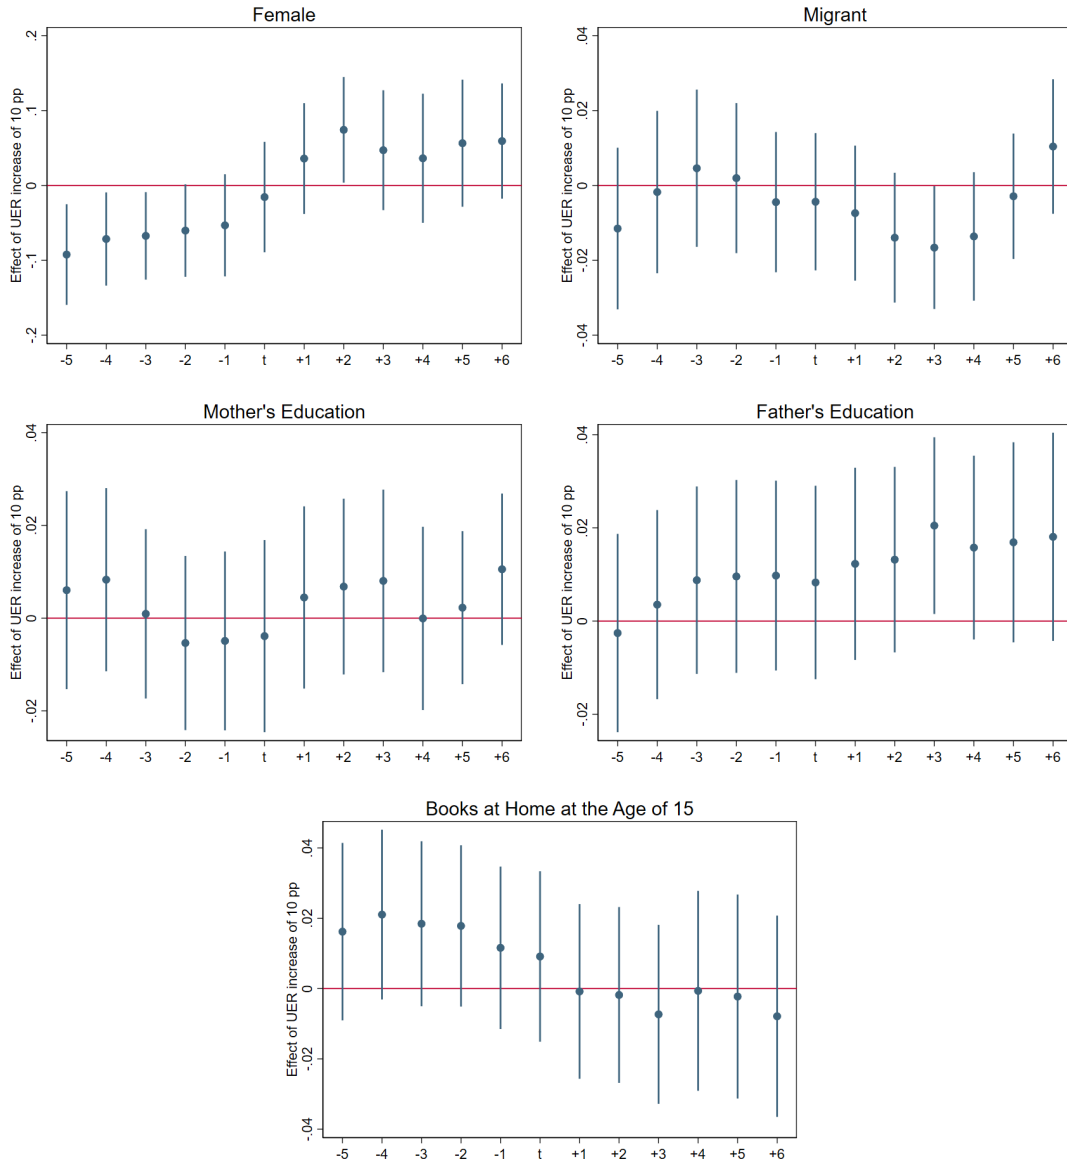 Female
Effect of UER increase of 10 pp
.2
.1
0
-.1
-.2
-5 -4 -3 -2 -1 t +1 +2 +3 +4 +5 +6
Migrant
Effect of UER increase of 10 pp
.04
.02
0
-.02
-.04
-5 -4 -3 -2 -1 t +1 +2 +3 +4 +5 +6
Mother's Education
Effect of UER increase of 10 pp
.04
.02
0
-.02
-5 -4 -3 -2 -1 t +1 +2 +3 +4 +5 +6
Father's Education
Effect of UER increase of 10 pp
.04
.02
0
-.02
-5 -4 -3 -2 -1 t +1 +2 +3 +4 +5 +6
Books at Home at the Age of 15
Effect of UER increase of 10 pp
.04
.02
0
-.02
-.04
-5 -4 -3 -2 -1 t +1 +2 +3 +4 +5 +6